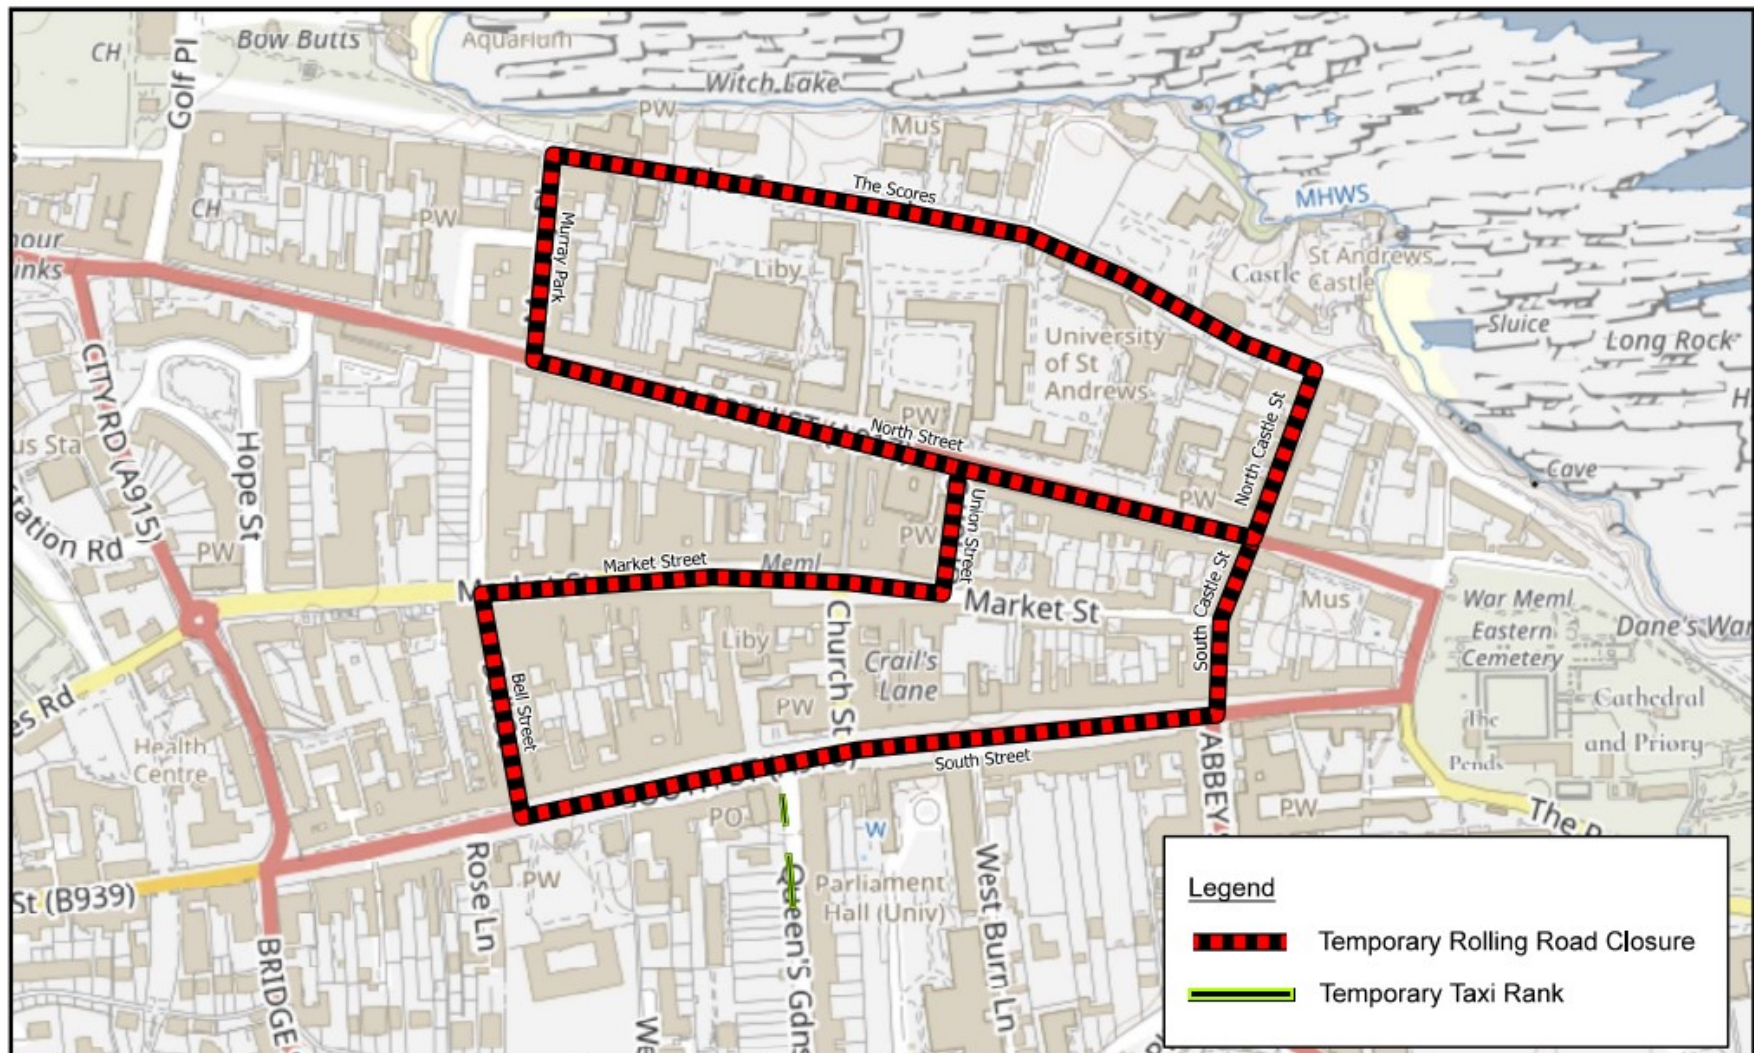 CH
Golf Pl
Bow Butts
Aquarium
Witch Lake
PW
Mus
MHWS
CH
PW
The Scores
Murray Park
Liby
Castle
St Andrews
Castle
Sluice
Long Rock
University
of St
Andrews
CITY RD (A915)
Hope St
PW
North Street
North Castle St
PW
Cave
PW
PW
Union Street
Meml
Market Street
Market St
South Castle St
Mus
War Meml
Eastern
Cemetery
Liby
Church St
Crail's
Lane
Bell Street
PW
Cathedral
and Priory
The
Pends
Health
Centre
South Street
ABBEY
PO
PW
W
Rose Ln
PW
Queen'S Gdns
Parliament
Hall (Univ)
West Burn Ln
St (B939)
BRIDGE
Legend
Temporary Rolling Road Closure
Temporary Taxi Rank